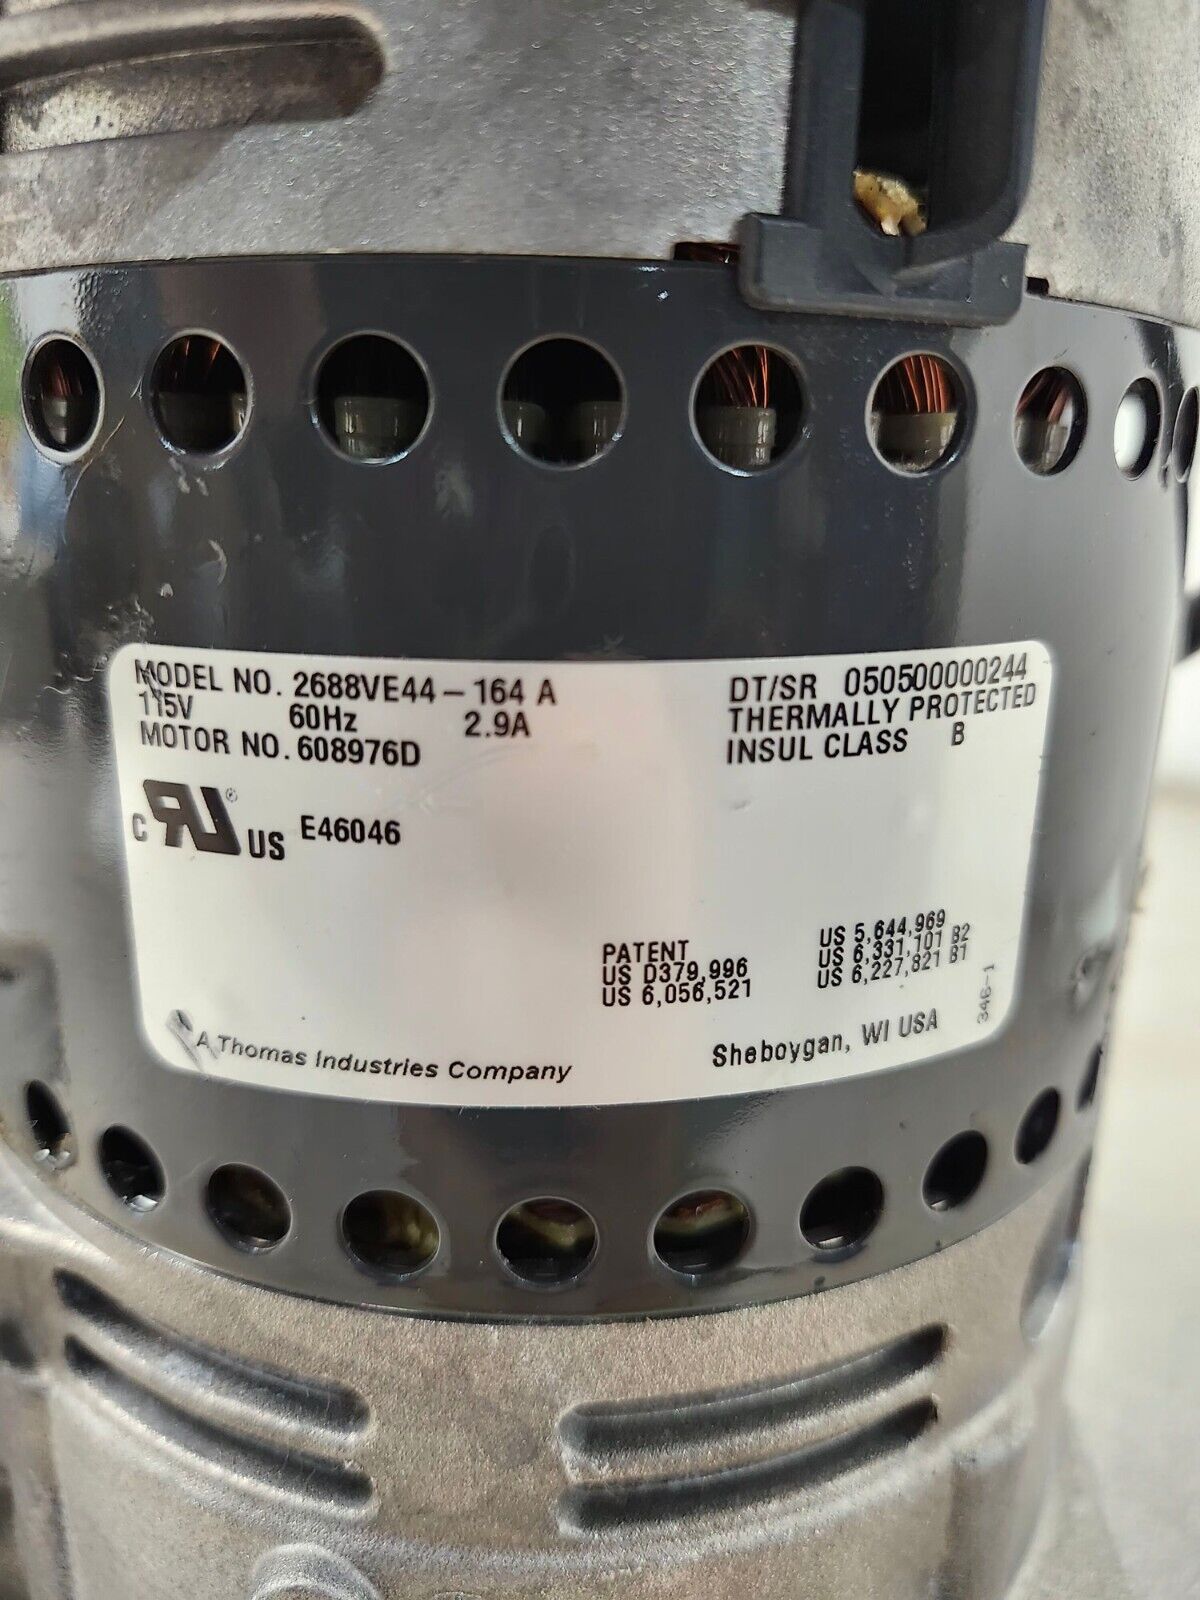 MODEL NO. 2688VE44-164 A
115V 60Hz 2.9A
MOTOR NO. 608976D
DT/SR 050500000244
THERMALLY PROTECTED
INSUL CLASS B
C RU ® US E46046
PATENT
US D379,996
US 6,056,521
US 5,644,969
US 6,331,101 B2
US 6,227,821 B1
346-1
A Thomas Industries Company
Sheboygan, WI USA